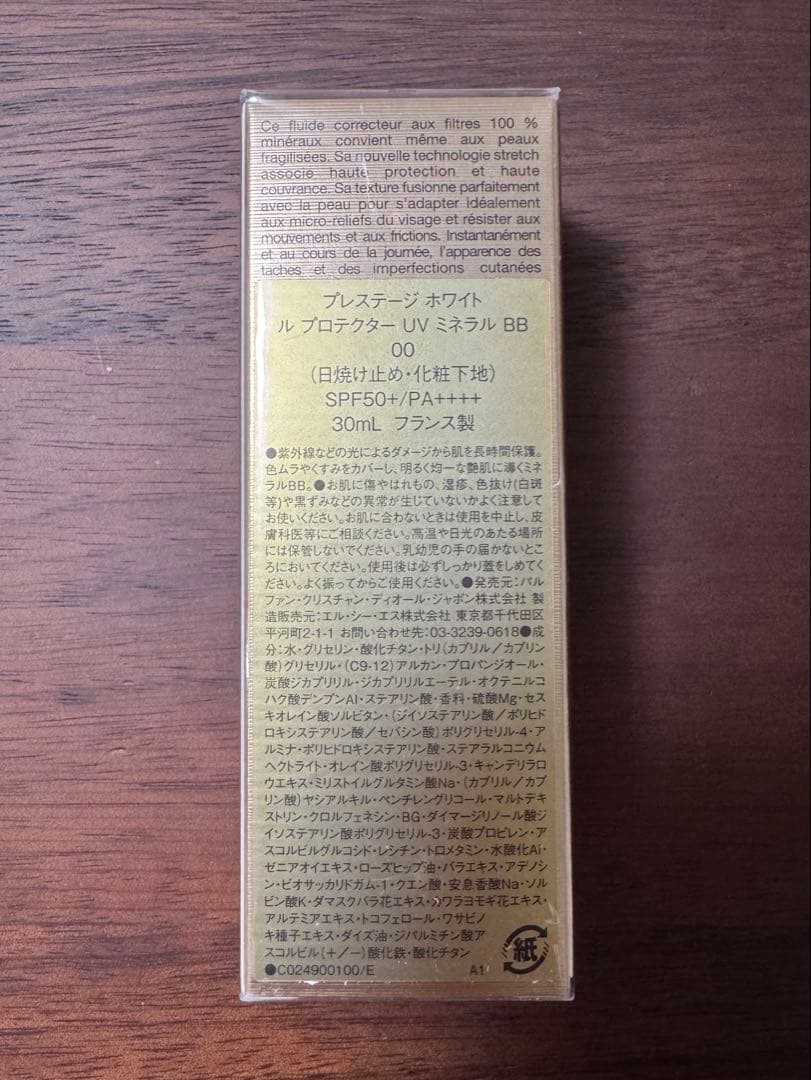 Ce fluide correcteur aux filtres 100 %
minéraux convient même aux peaux
fragilisées. Sa nouvelle technologie stretch
associe haute protection et haute
couvrance. Sa texture fusionne parfaitement
avec la peau pour s'adapter idéalement
aux micro-reliefs du visage et résister aux
mouvements et aux frictions. Instantanément
et au cours de la journée, l'apparence des
taches et des imperfections cutanées
プレステージ ホワイト
ル プロテクター UV ミネラル BB
00
(日焼け止め・化粧下地)
SPF50+/PA++++
30mL フランス製
●紫外線などの光によるダメージから肌を長時間保護。
色ムラやくすみをカバーし、明るく均一な艶肌に導くミネ
ラルBB。●お肌に傷やはれもの、湿疹、色抜け(白斑
等)や黒ずみなどの異常が生じていないかよく注意して
お使いください。お肌に合わないときは使用を中止し、皮
膚科医等にご相談ください。高温や日光のあたる場所
には保管しないでください。乳幼児の手の届かないとこ
ろにおいてください。使用後は必ずしっかり蓋をしめてく
ださい。よく振ってからご使用ください。●発売元:パル
ファン・クリスチャン・ディオール・ジャポン株式会社 製
造販売元:エル・シー・エス株式会社 東京都千代田区
平河町2-1-1 お問い合わせ先:03-3239-0618●成
分:水・グリセリン・酸化チタン・トリ(カプリル/カプリン
酸)グリセリル・(C9-12)アルカン・プロパンジオール・
炭酸ジカプリリル・ジカプリリルエーテル・オクテニルコ
ハク酸デンプンAl・ステアリン酸・香料・硫酸Mg・セス
キオレイン酸ソルビタン・(ジイソステアリン酸/ポリヒド
ロキシステアリン酸/セバシン酸)ポリグリセリル-4・ア
ルミナ・ポリヒドロキシステアリン酸・ステアラルコニウム
ヘクトライト・オレイン酸ポリグリセリル-3・キャンデリラロ
ウエキス・ミリストイルグルタミン酸Na・(カプリル/カプ
リン酸)ヤシアルキル・ペンチレングリコール・マルトデキ
ストリン・クロルフェネシン・BG・ダイマージリノール酸ジ
イソステアリン酸ポリグリセリル-3・炭酸プロピレン・ア
スコルビルグルコシド・レシチン・トロメタミン・水酸化Al・
ゼニアオイエキス・ローズヒップ油・バラエキス・アデノシ
ン・ビオサッカリドガム-1・クエン酸・安息香酸Na・ソル
ビン酸K・ダマスクバラ花エキス・カワラヨモギ花エキス・
アルテミアエキス・トコフェロール・ワサビノ
キ種子エキス・ダイズ油・ジパルミチン酸ア
スコルビル(+/-)酸化鉄・酸化チタン
●C024900100/E A1
紙